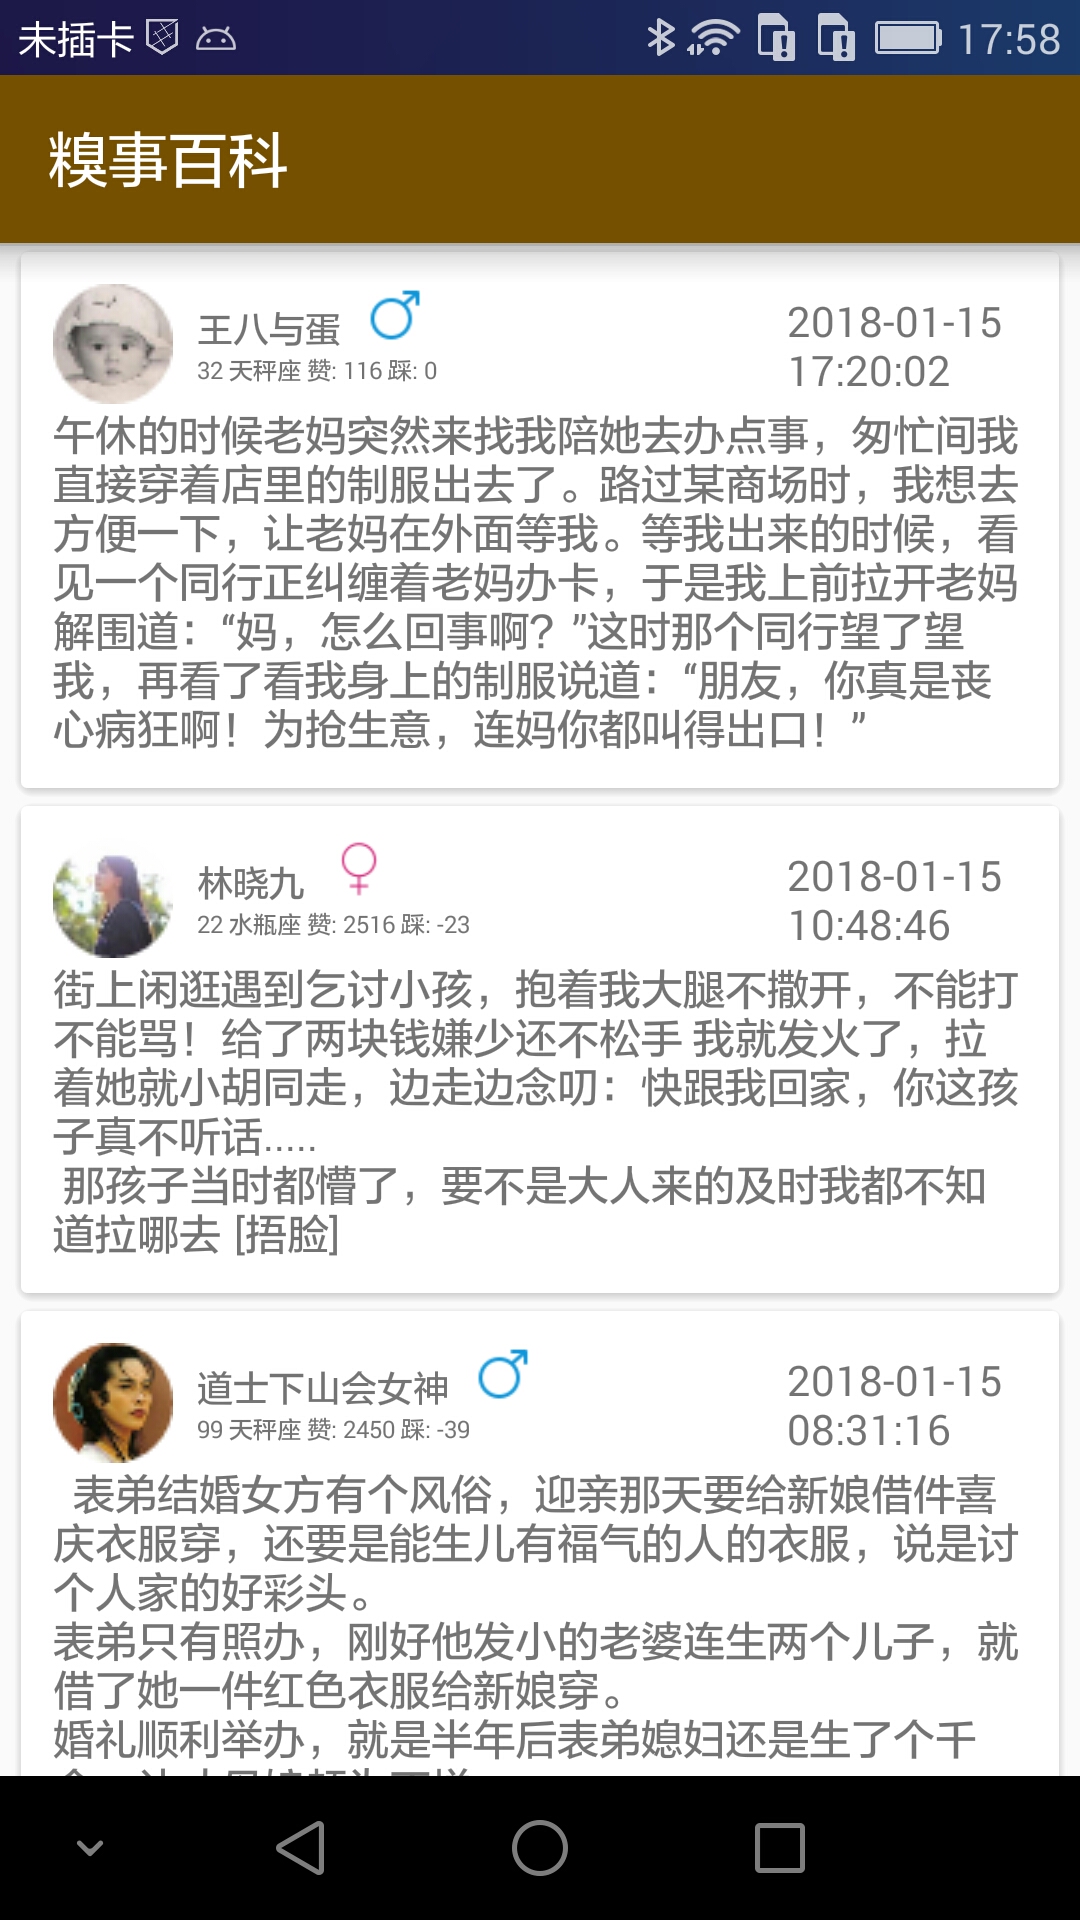 未插卡 17:58
糗事百科
王八与蛋 2018-01-15
32 天秤座 赞: 116 踩: 0 17:20:02
午休的时候老妈突然来找我陪她去办点事，匆忙间我
直接穿着店里的制服出去了。路过某商场时，我想去
方便一下，让老妈在外面等我。等我出来的时候，看
见一个同行正纠缠着老妈办卡，于是我上前拉开老妈
解围道：“妈，怎么回事啊？”这时那个同行望了望
我，再看了看我身上的制服说道：“朋友，你真是丧
心病狂啊！为抢生意，连妈你都叫得出口！”
林晓九 2018-01-15
22 水瓶座 赞: 2516 踩: -23 10:48:46
街上闲逛遇到乞讨小孩，抱着我大腿不撒开，不能打
不能骂！给了两块钱嫌少还不松手 我就发火了，拉
着她就小胡同走，边走边念叨：快跟我回家，你这孩
子真不听话.....
那孩子当时都懵了，要不是大人来的及时我都不知
道拉哪去 [捂脸]
道士下山会女神 2018-01-15
99 天秤座 赞: 2450 踩: -39 08:31:16
表弟结婚女方有个风俗，迎亲那天要给新娘借件喜
庆衣服穿，还要是能生儿有福气的人的衣服，说是讨
个人家的好彩头。
表弟只有照办，刚好他发小的老婆连生两个儿子，就
借了她一件红色衣服给新娘穿。
婚礼顺利举办，就是半年后表弟媳妇还是生了个千